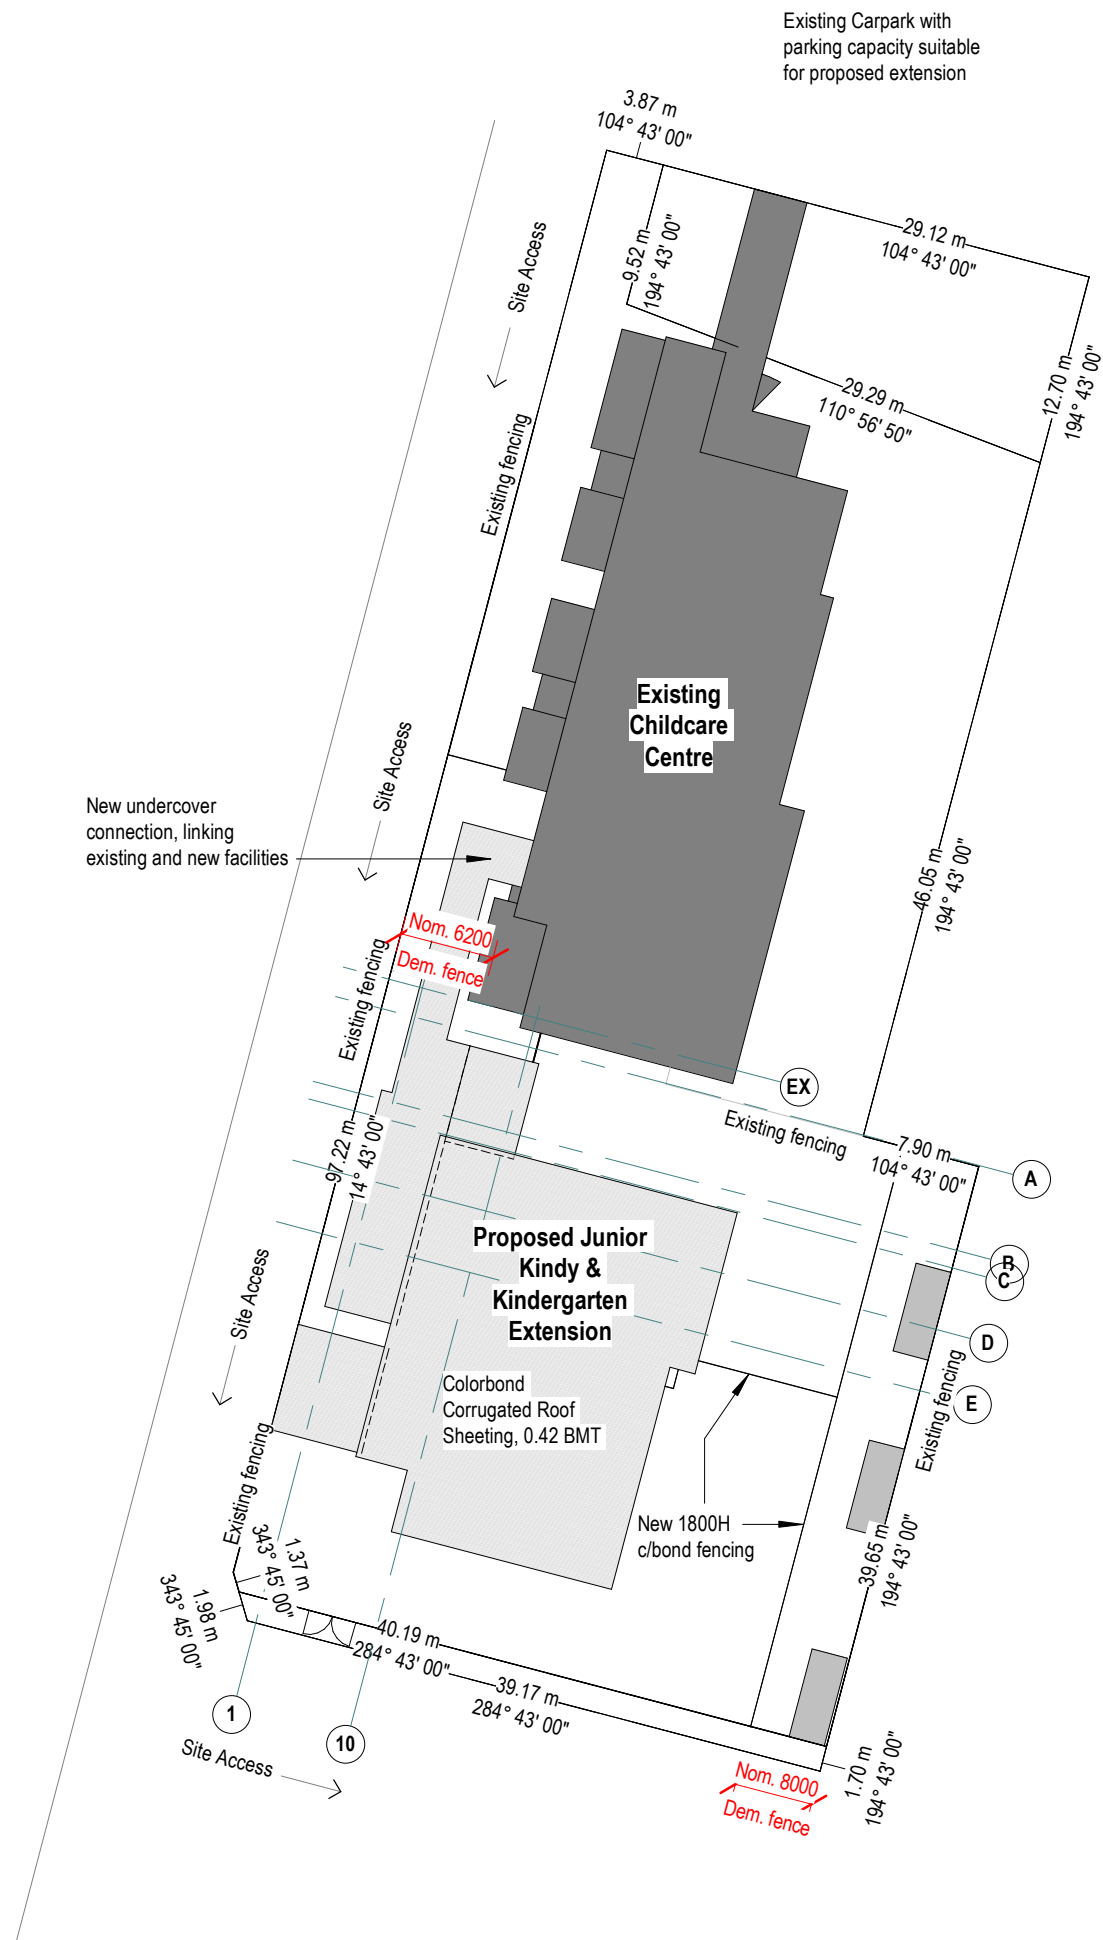 Existing Carpark with
parking capacity suitable
for proposed extension
3.87 m
104° 43' 00"
29.12 m
104° 43' 00"
9.52 m
194° 43' 00"
Site Access
29.29 m
110° 56' 50"
12.70 m
194° 43' 00"
Existing fencing
Existing
Childcare
Centre
Site Access
New undercover
connection, linking
existing and new facilities
46.05 m
194° 43' 00"
Nom. 6200
Dem. fence
Existing fencing
EX
Existing fencing
7.90 m
104° 43' 00"
A
97.22 m
14° 43' 00"
Proposed Junior
Kindy &
Kindergarten
Extension
B
C
D
E
Site Access
Colorbond
Corrugated Roof
Sheeting, 0.42 BMT
Existing fencing
Existing fencing
New 1800H
c/bond fencing
39.65 m
194° 43' 00"
1.37 m
343° 45' 00"
1.98 m
343° 45' 00"
40.19 m
284° 43' 00"
39.17 m
284° 43' 00"
1
10
Site Access
1.70 m
194° 43' 00"
Nom. 8000
Dem. fence